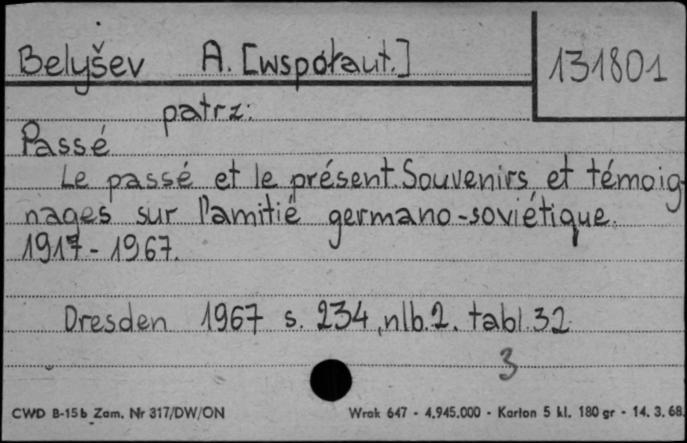 Belyšev A. [współaut.] 131801
patrz:
Passé
Le passé et le présent. Souvenirs et témoig-
nages sur l'amitié germano-soviétique.
1917-1967.
Dresden 1967 s. 234, nlb. 2. tabl. 32
3
CWD B-15b Zam. Nr 317/DW/ON Wrak 647 - 4.945.000 - Karton 5 kl. 180 gr - 14. 3. 68.